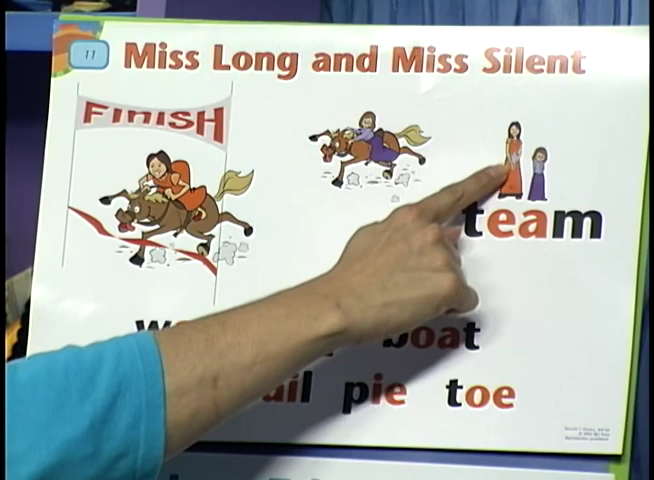 11
Miss Long and Miss Silent
FINISH
team
boat
pie toe